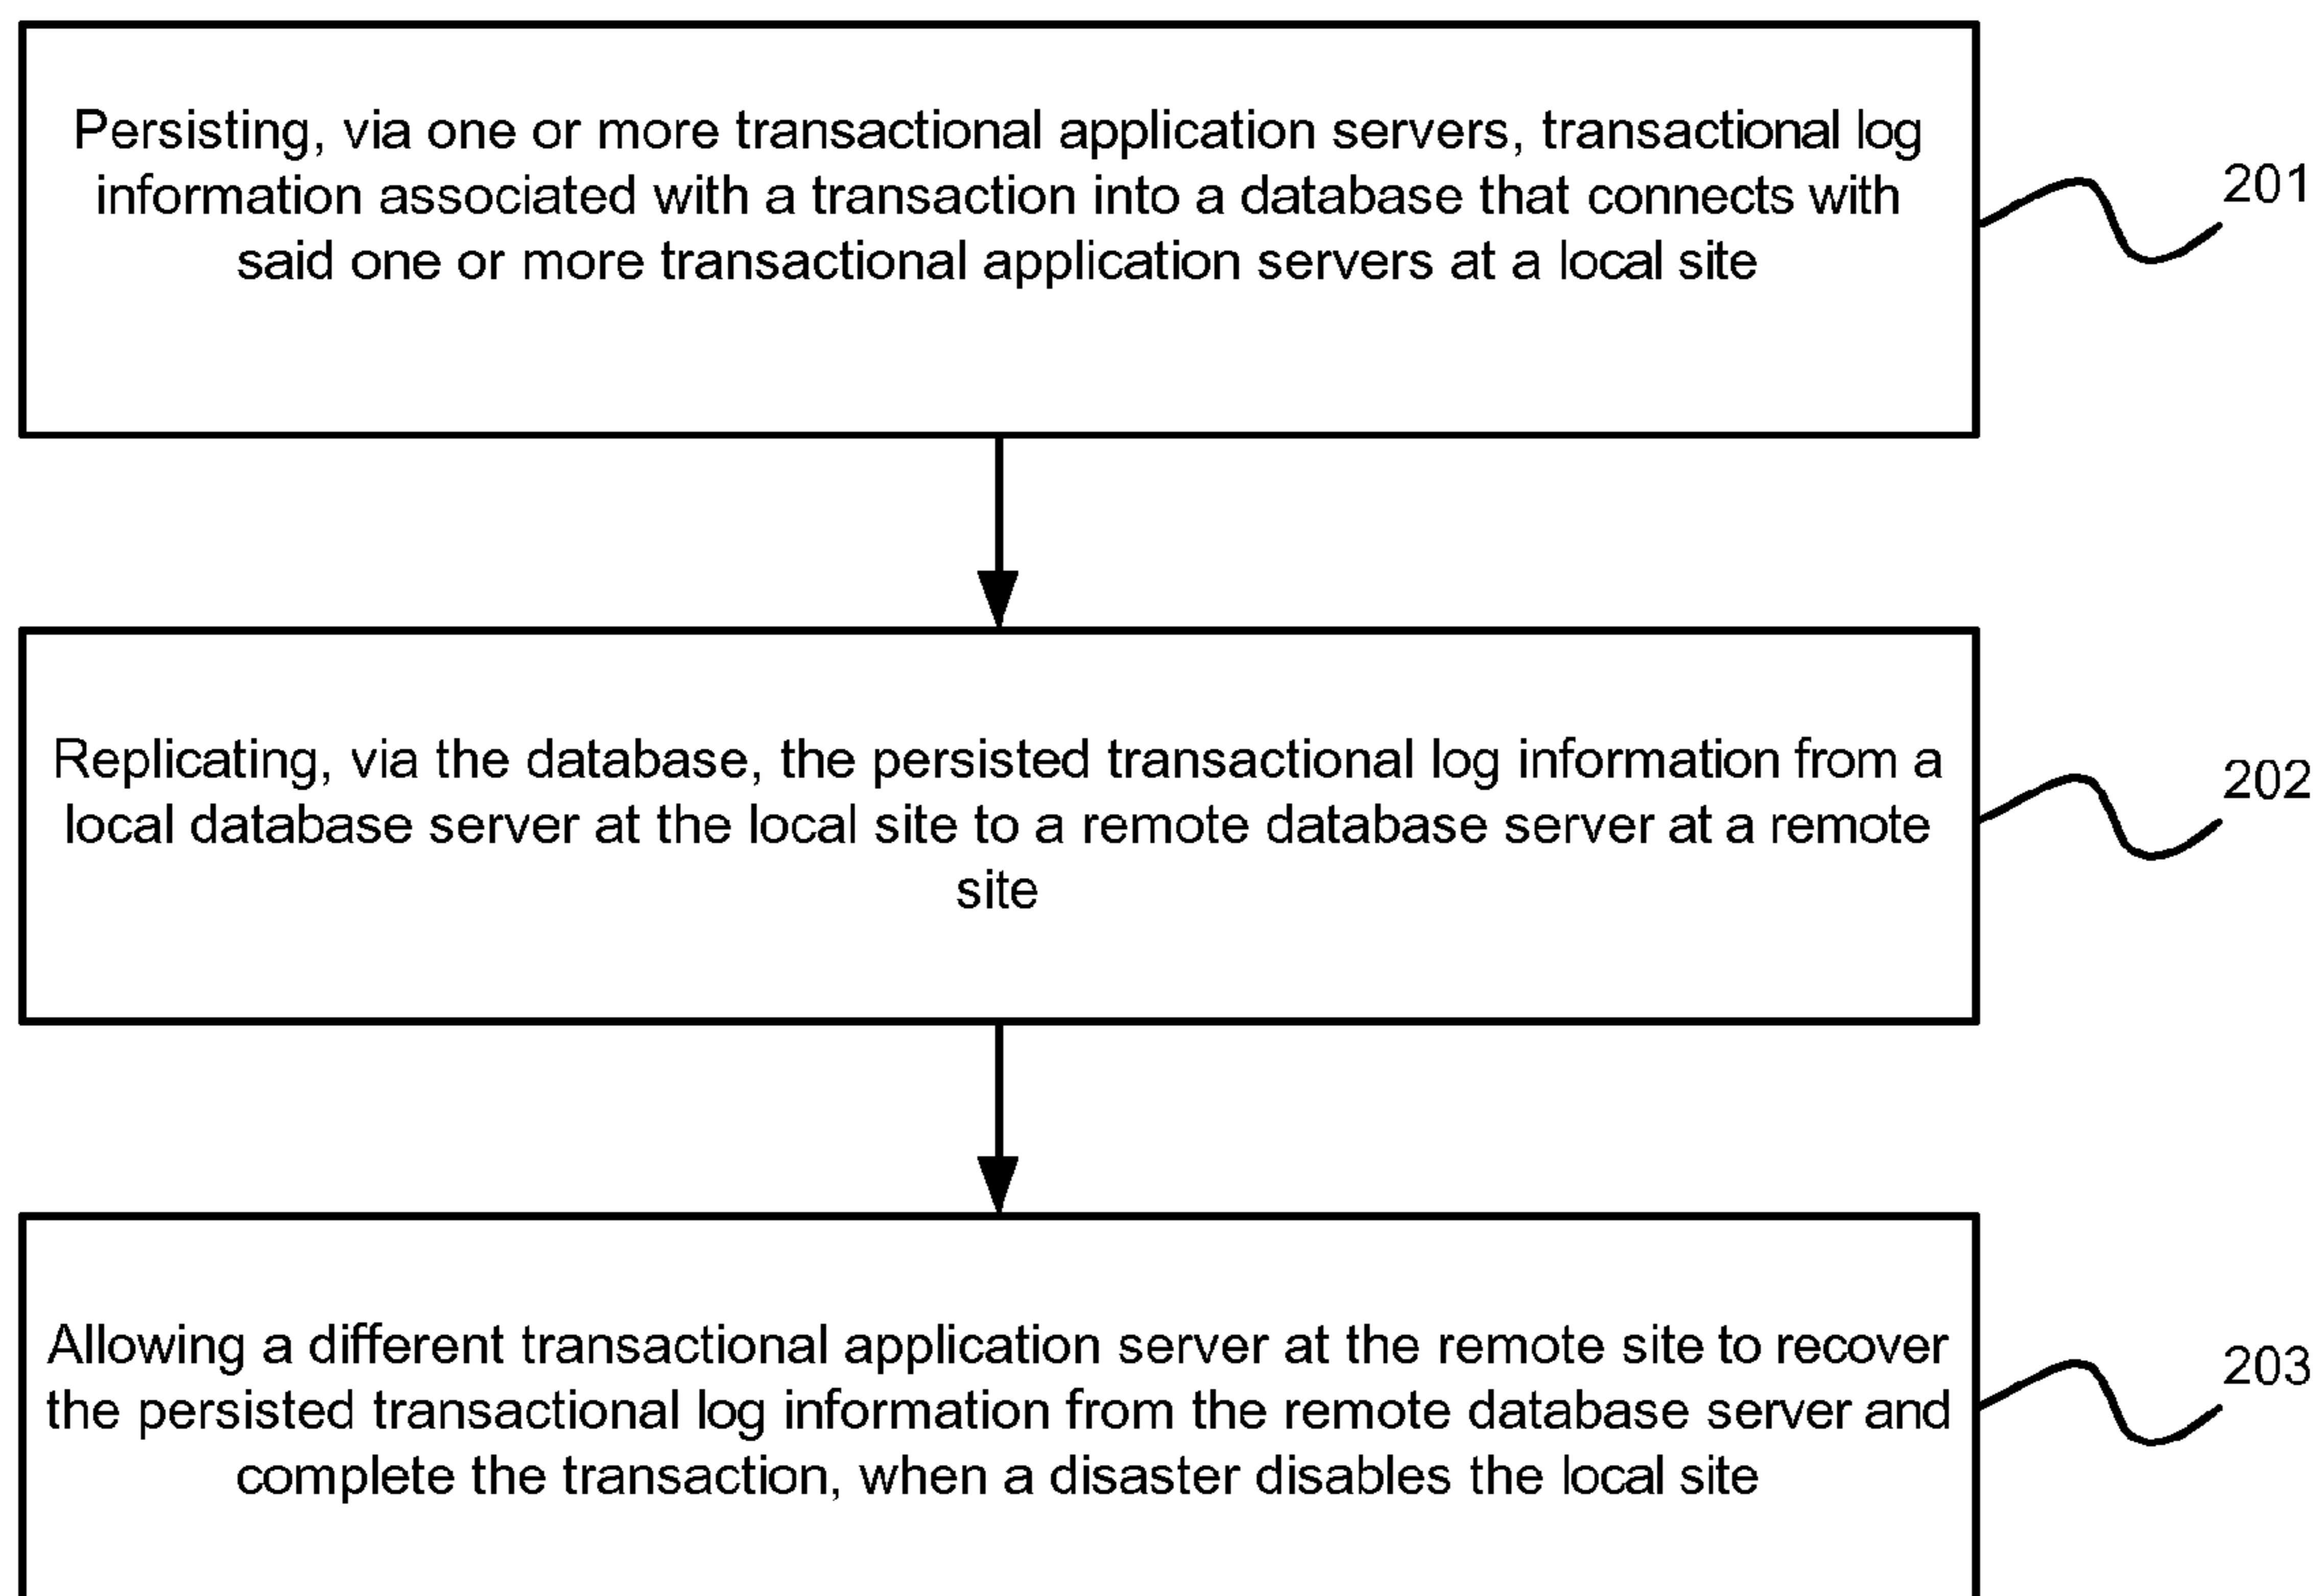 Persisting, via one or more transactional application servers, transactional log
information associated with a transaction into a database that connects with
said one or more transactional application servers at a local site
201
Replicating, via the database, the persisted transactional log information from a
local database server at the local site to a remote database server at a remote
site
202
Allowing a different transactional application server at the remote site to recover
the persisted transactional log information from the remote database server and
complete the transaction, when a disaster disables the local site
203